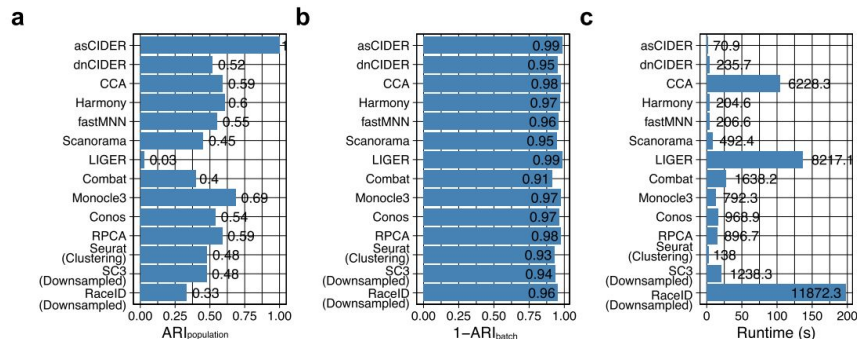 a
asCIDER 1
dnCIDER 0.52
CCA 0.59
Harmony 0.6
fastMNN 0.55
Scanorama 0.45
LIGER 0.03
Combat 0.4
Monocle3 0.69
Conos 0.54
RPCA 0.59
Seurat
(Clustering) 0.48
SC3
(Downsampled) 0.48
RaceID
(Downsampled) 0.33
0.00 0.25 0.50 0.75 1.00
ARIpopulation
b
asCIDER 0.99
dnCIDER 0.95
CCA 0.98
Harmony 0.97
fastMNN 0.96
Scanorama 0.95
LIGER 0.99
Combat 0.91
Monocle3 0.97
Conos 0.97
RPCA 0.98
Seurat
(Clustering) 0.93
SC3
(Downsampled) 0.94
RaceID
(Downsampled) 0.96
0.00 0.25 0.50 0.75 1.00
1-ARIbatch
c
asCIDER 70.9
dnCIDER 235.7
CCA 6228.3
Harmony 204.6
fastMNN 206.6
Scanorama 492.4
LIGER 8217.1
Combat 1638.2
Monocle3 792.3
Conos 968.9
RPCA 896.7
Seurat
(Clustering) 138
SC3
(Downsampled) 1238.3
RaceID
(Downsampled) 11872.3
0 50 100 150 200
Runtime (s)